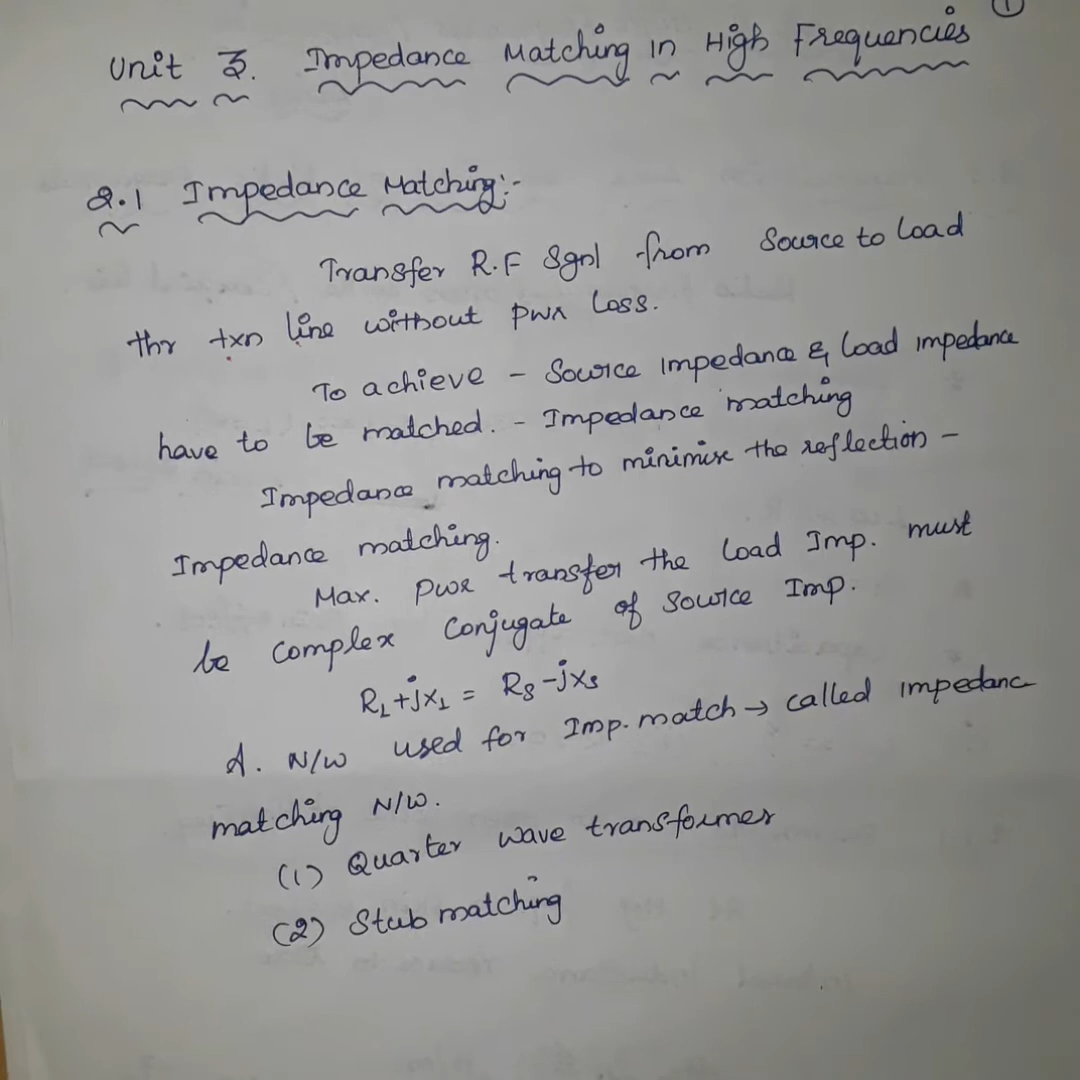 ①
Unit 3. Impedance Matching in High Frequencies
2.1 Impedance Matching:-
Transfer R.F Sgnl from Source to Load
thr txn line without pwr Loss.
To achieve - Source impedance & load impedance
have to be matched. - Impedance matching
Impedance matching to minimise the reflection -
Impedance matching.
Max. pwr transfer the load Imp. must
be complex conjugate of source Imp.
RL+jXL = RS-jXS
A. N/W used for Imp. match → called impedanc
matching N/W.
(1) Quarter wave transformer
(2) Stub matching